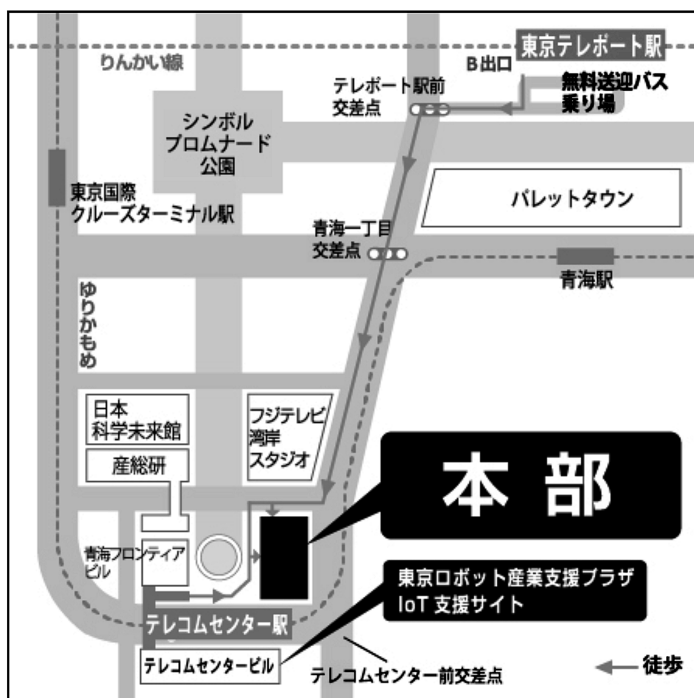 東京テレポート駅
りんかい線
B出口
テレポート駅前
交差点
無料送迎バス
乗り場
シンボル
プロムナード
公園
東京国際
クルーズターミナル駅
パレットタウン
青海一丁目
交差点
青海駅
ゆりかもめ
日本
科学未来館
フジテレビ
湾岸
スタジオ
産総研
本部
青海フロンティア
ビル
東京ロボット産業支援プラザ
IoT支援サイト
テレコムセンター駅
テレコムセンタービル
テレコムセンター前交差点
徒歩